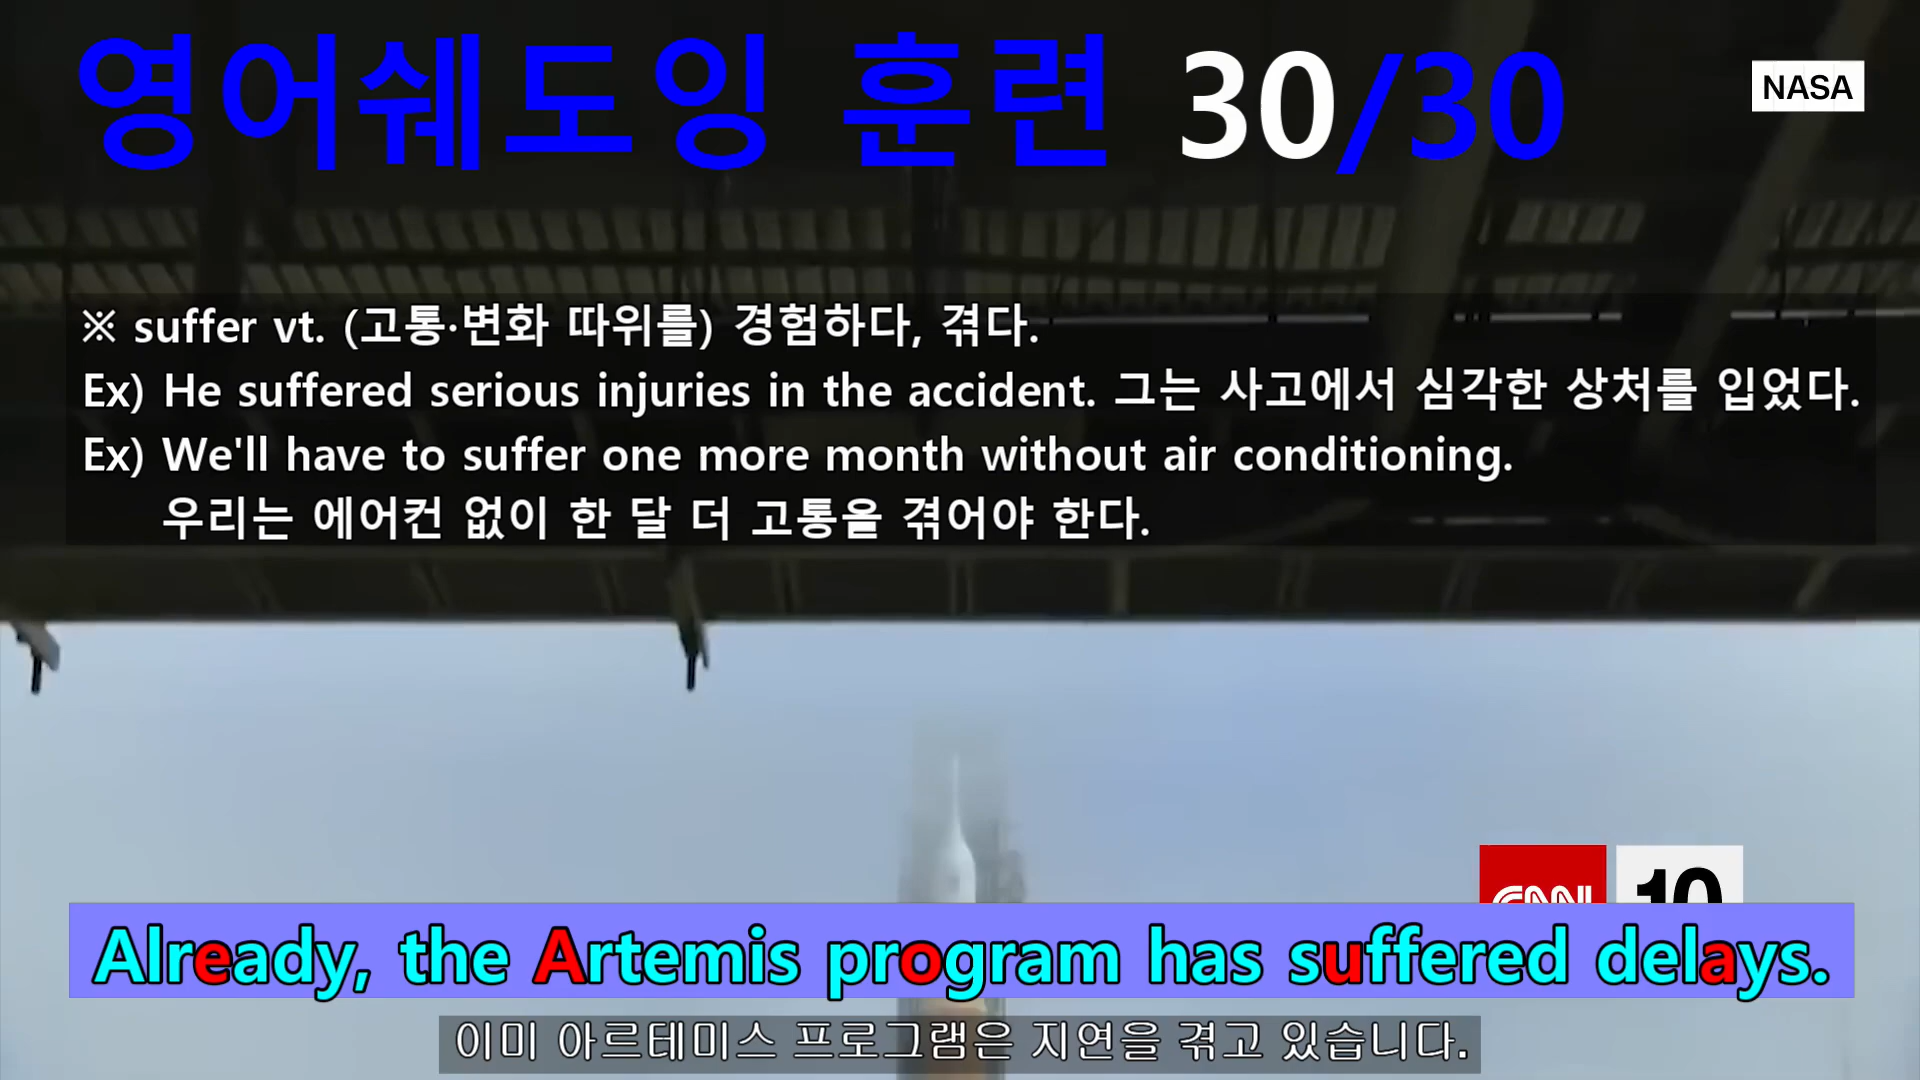 영어쉐도잉 훈련 30/30
NASA
※ suffer vt. (고통·변화 따위를) 경험하다, 겪다.
Ex) He suffered serious injuries in the accident. 그는 사고에서 심각한 상처를 입었다.
Ex) We'll have to suffer one more month without air conditioning.
우리는 에어컨 없이 한 달 더 고통을 겪어야 한다.
CNN 10
Already, the Artemis program has suffered delays.
이미 아르테미스 프로그램은 지연을 겪고 있습니다.